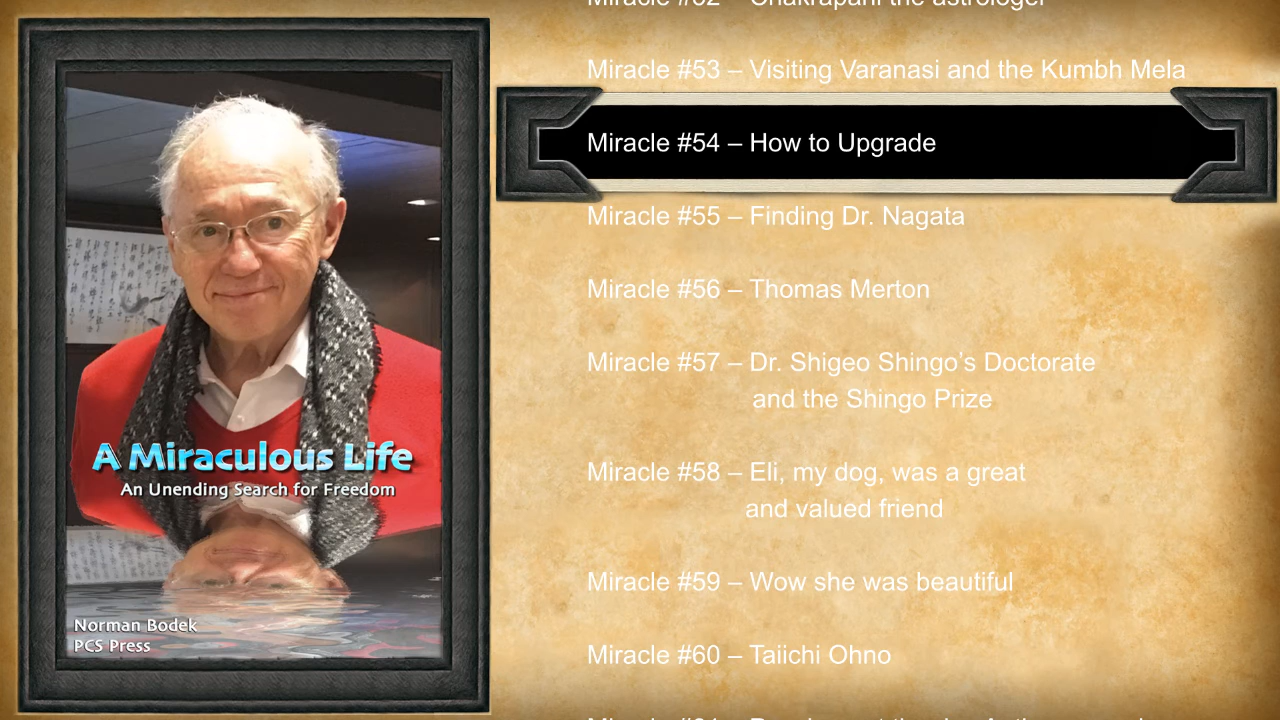 A Miraculous Life
An Unending Search for Freedom
Norman Bodek
PCS Press
Chakrapani the astrologer
Miracle #53 – Visiting Varanasi and the Kumbh Mela
Miracle #54 – How to Upgrade
Miracle #55 – Finding Dr. Nagata
Miracle #56 – Thomas Merton
Miracle #57 – Dr. Shigeo Shingo’s Doctorate
and the Shingo Prize
Miracle #58 – Eli, my dog, was a great
and valued friend
Miracle #59 – Wow she was beautiful
Miracle #60 – Taiichi Ohno